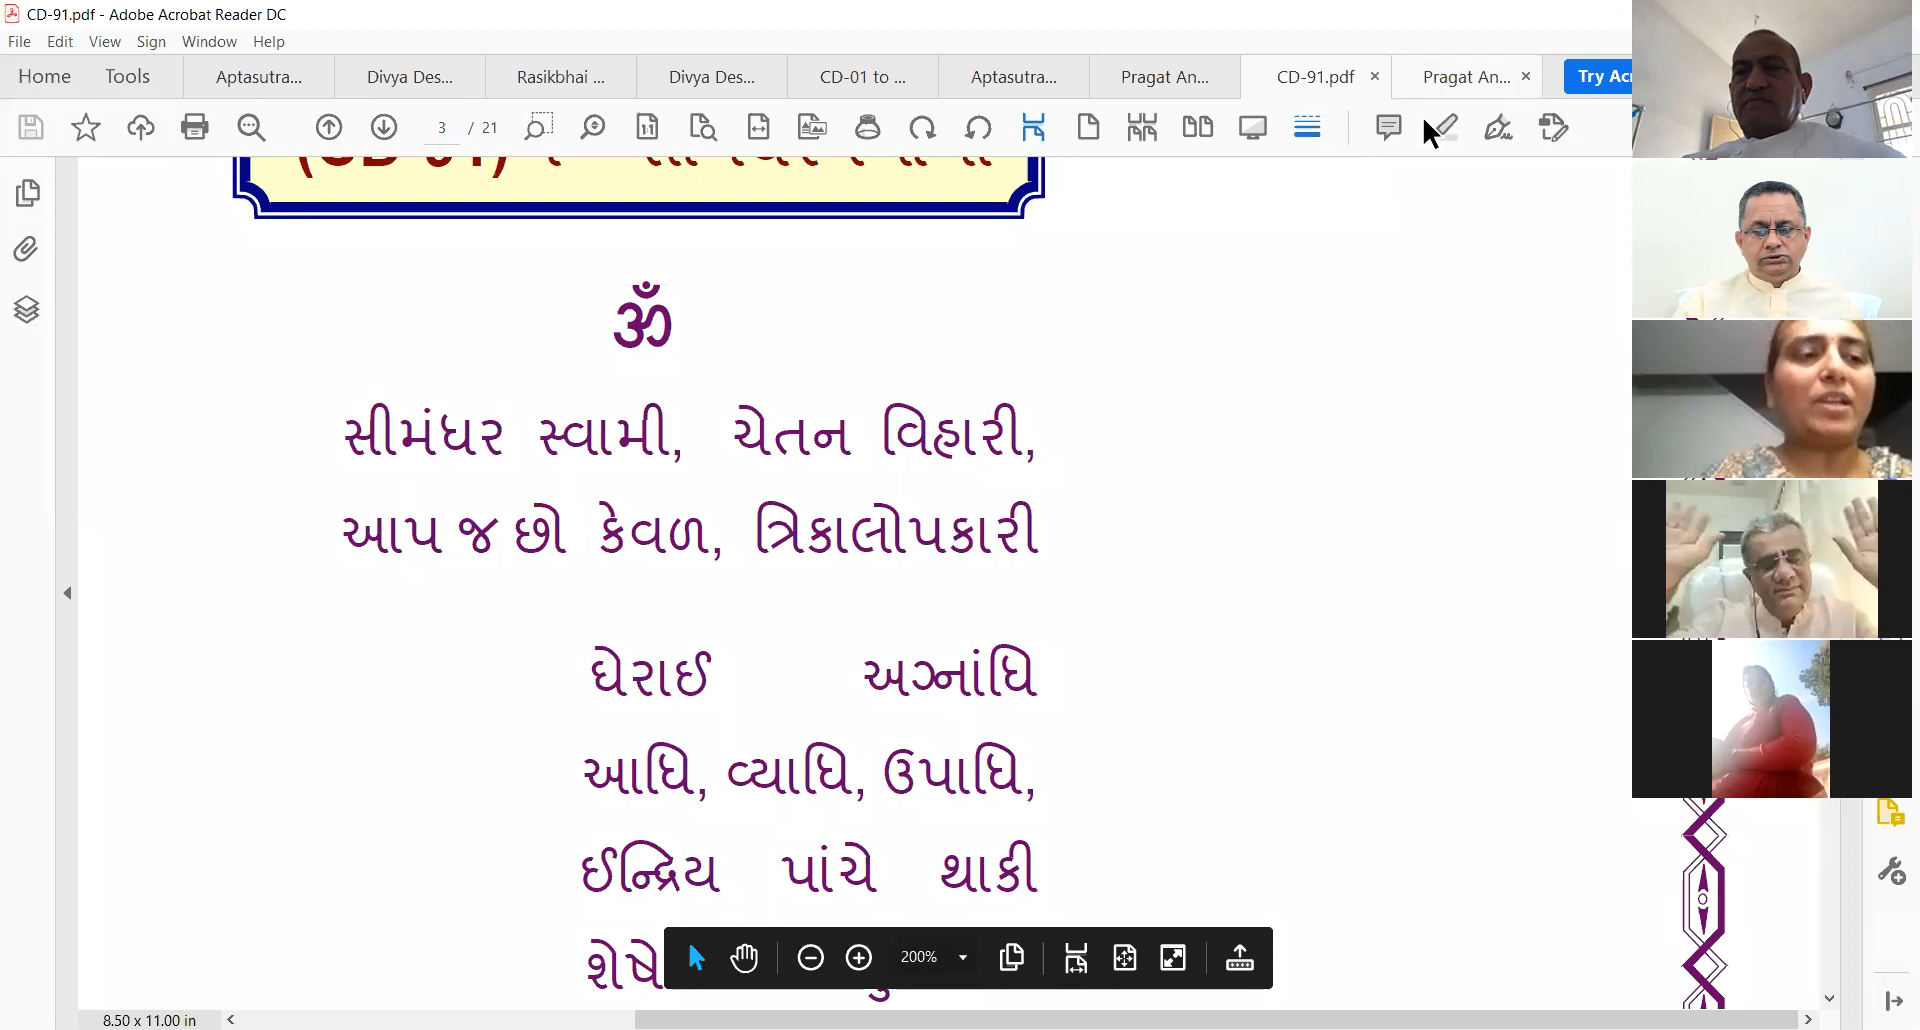 CD-91.pdf - Adobe Acrobat Reader DC
File Edit View Sign Window Help
Home Tools Aptasutra... Divya Des... Rasikbhai ... Divya Des... CD-01 to ... Aptasutra... Pragat An... CD-91.pdf × Pragat An... × Try
3 / 21
ૐ
સીમંધર સ્વામી, ચેતન વિહારી,
આપ જ છો કેવળ, ત્રિકાલોપકારી
ઘેરાઈ અગ્નાંધિ
આધિ, વ્યાધિ, ઉપાધિ,
ઈન્દ્રિય પાંચે થાકી
શેષે
200%
8.50 x 11.00 in